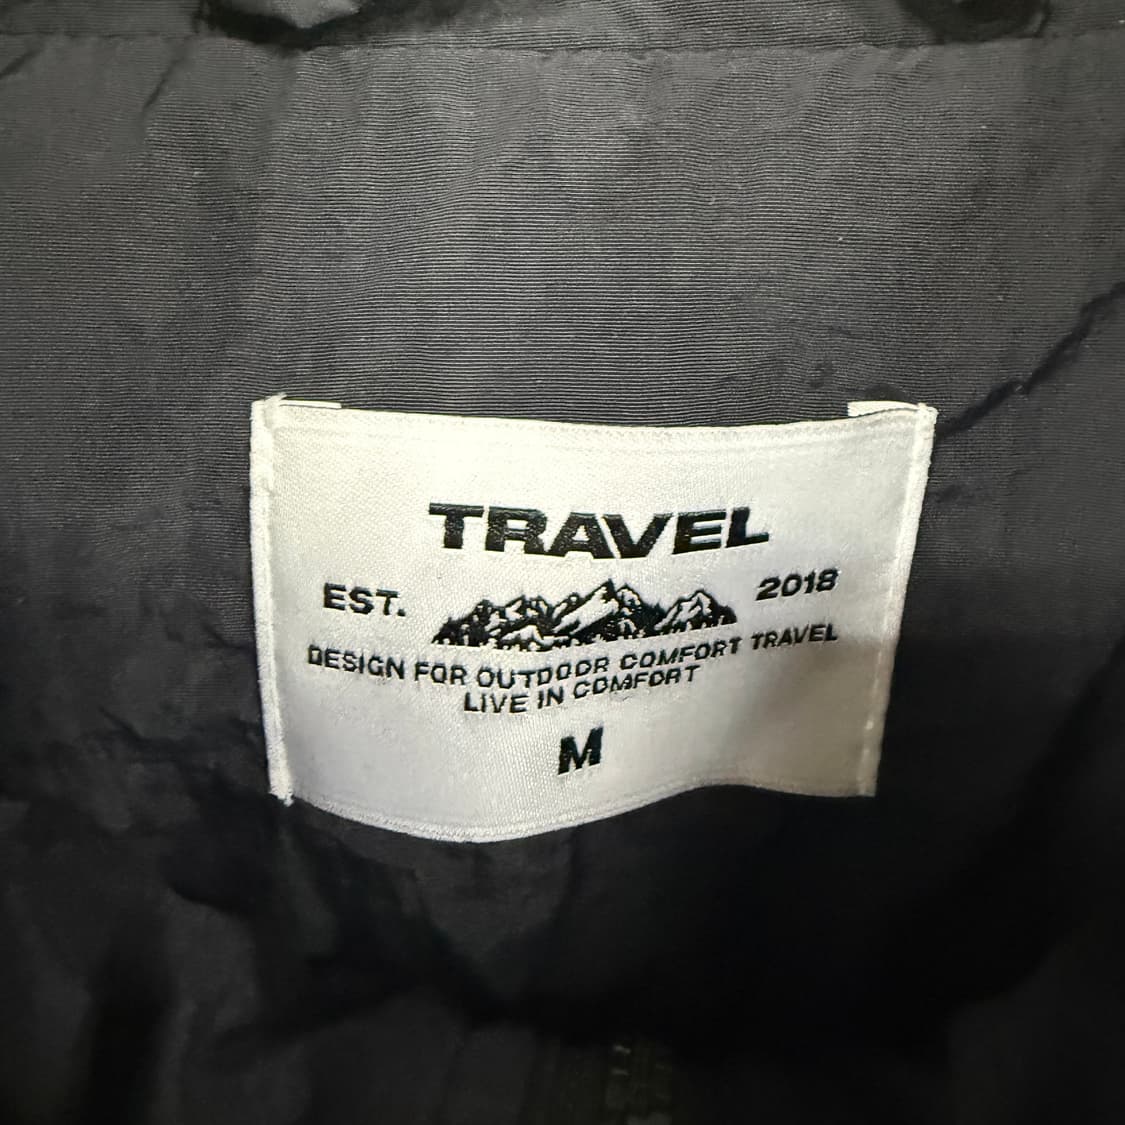 TRAVEL
EST. 2018
DESIGN FOR OUTDOOR COMFORT TRAVEL
LIVE IN COMFORT
M